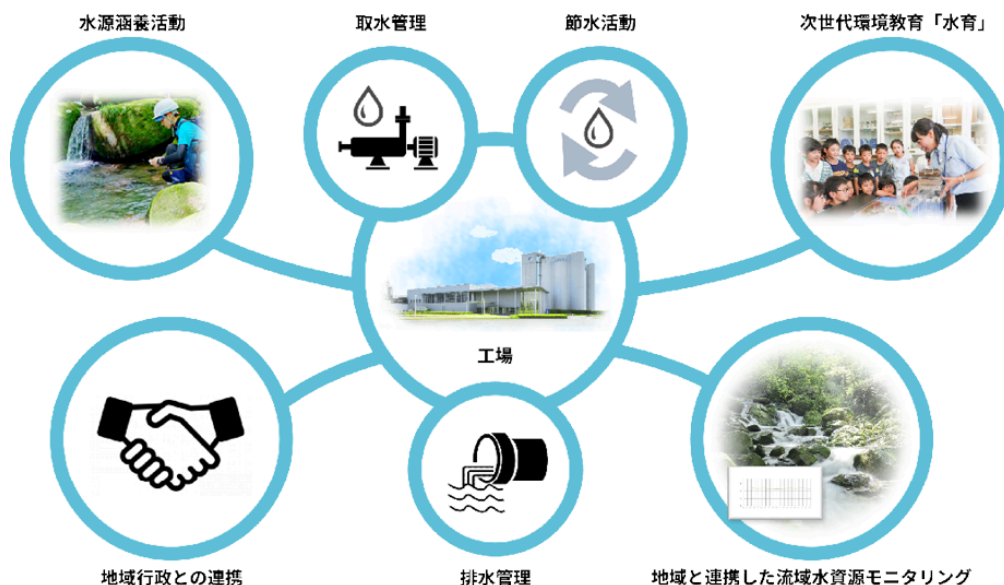 水源涵養活動
取水管理
節水活動
次世代環境教育「水育」
工場
地域行政との連携
排水管理
地域と連携した流域水資源モニタリング